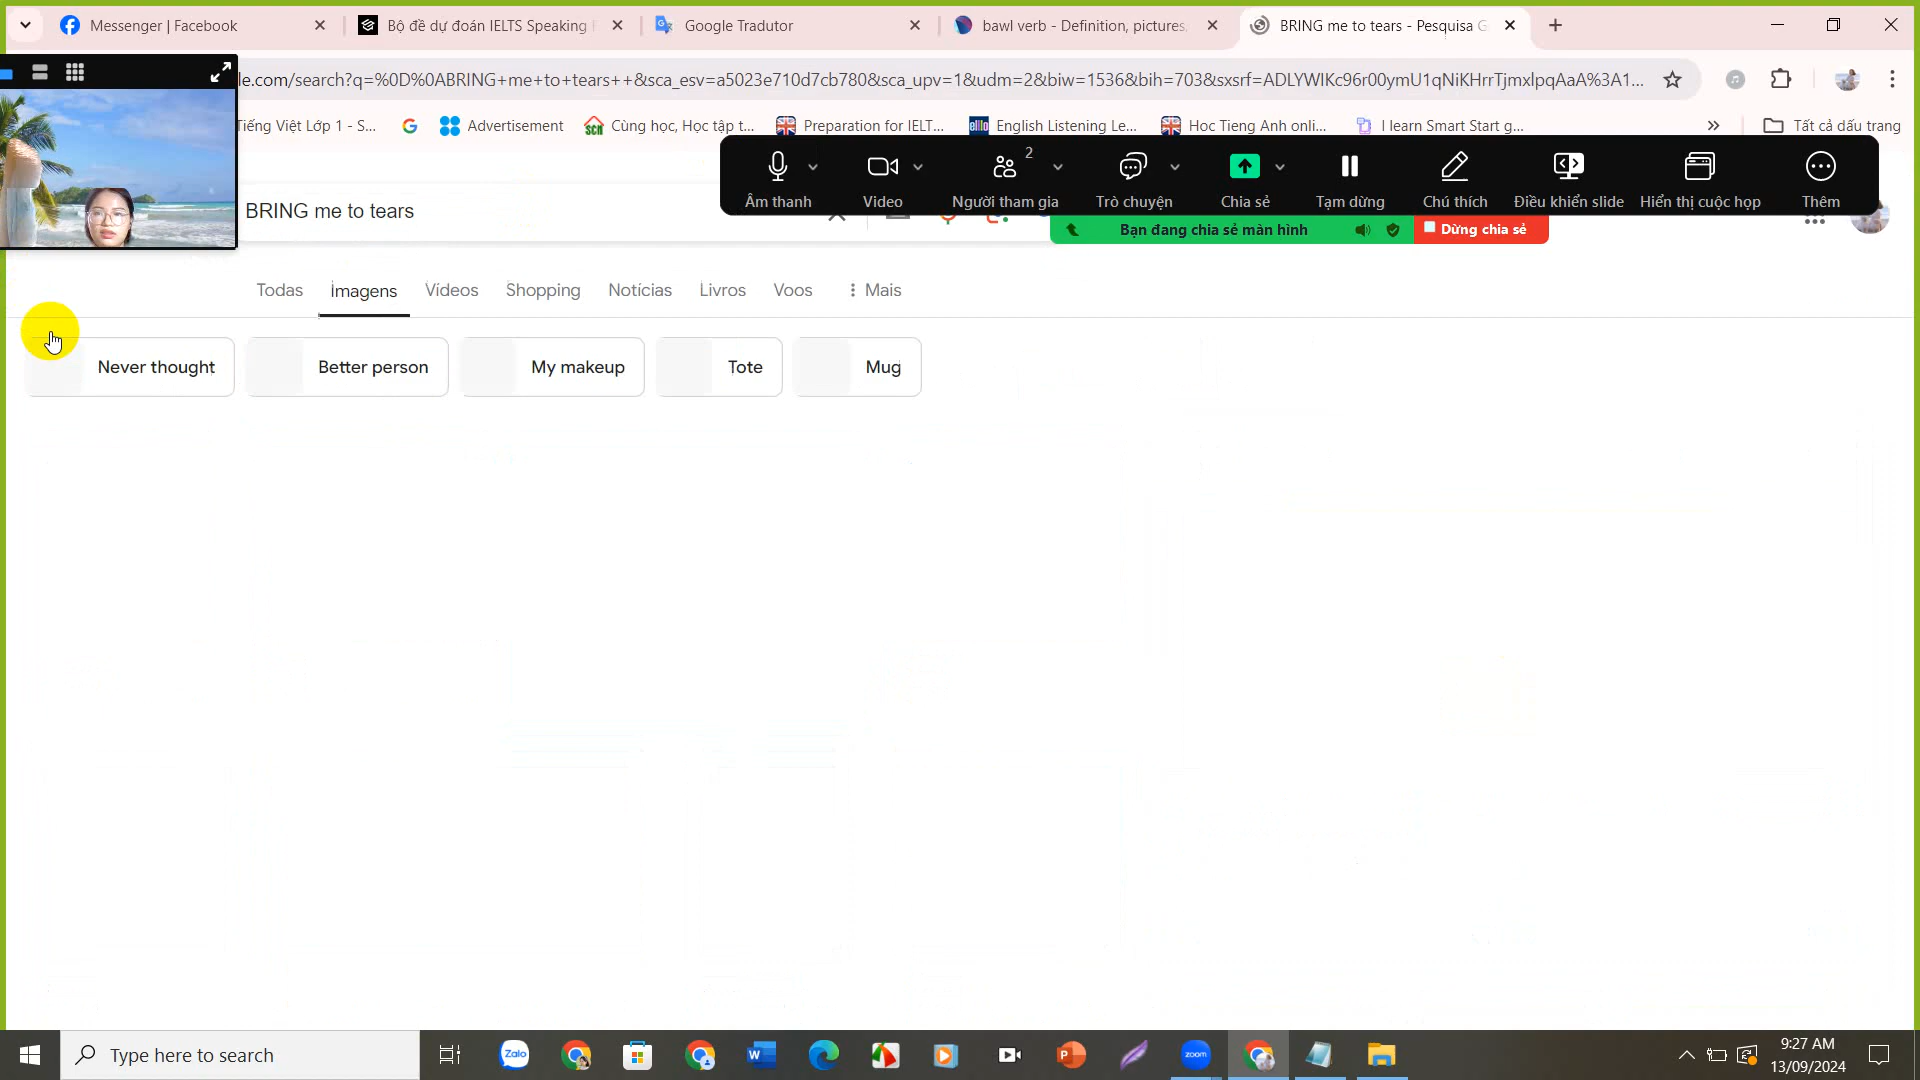 Messenger | Facebook
Bộ đề dự đoán IELTS Speaking
Google Tradutor
bawl verb - Definition, pictures,
BRING me to tears - Pesquisa G
le.com/search?q=%0D%0ABRING+me+to+tears++&sca_esv=a5023e710d7cb780&sca_upv=1&udm=2&biw=1536&bih=703&sxsrf=ADLYWIKc96r00ymU1qNiKHrrTjmxlpqAaA%3A1...
Tiếng Việt Lớp 1 - S...
Advertisement
Cùng học, Học tập t...
Preparation for IELT...
English Listening Le...
Hoc Tieng Anh onli...
I learn Smart Start g...
Tất cả dấu trang
2
Âm thanh
Video
Người tham gia
Trò chuyện
Chia sẻ
Tạm dừng
Chú thích
Điều khiển slide
Hiển thị cuộc họp
Thêm
BRING me to tears
Bạn đang chia sẻ màn hình
Dừng chia sẻ
Todas
Imagens
Vídeos
Shopping
Notícias
Livros
Voos
Mais
Never thought
Better person
My makeup
Tote
Mug
Type here to search
Zalo
zoom
9:27 AM
13/09/2024